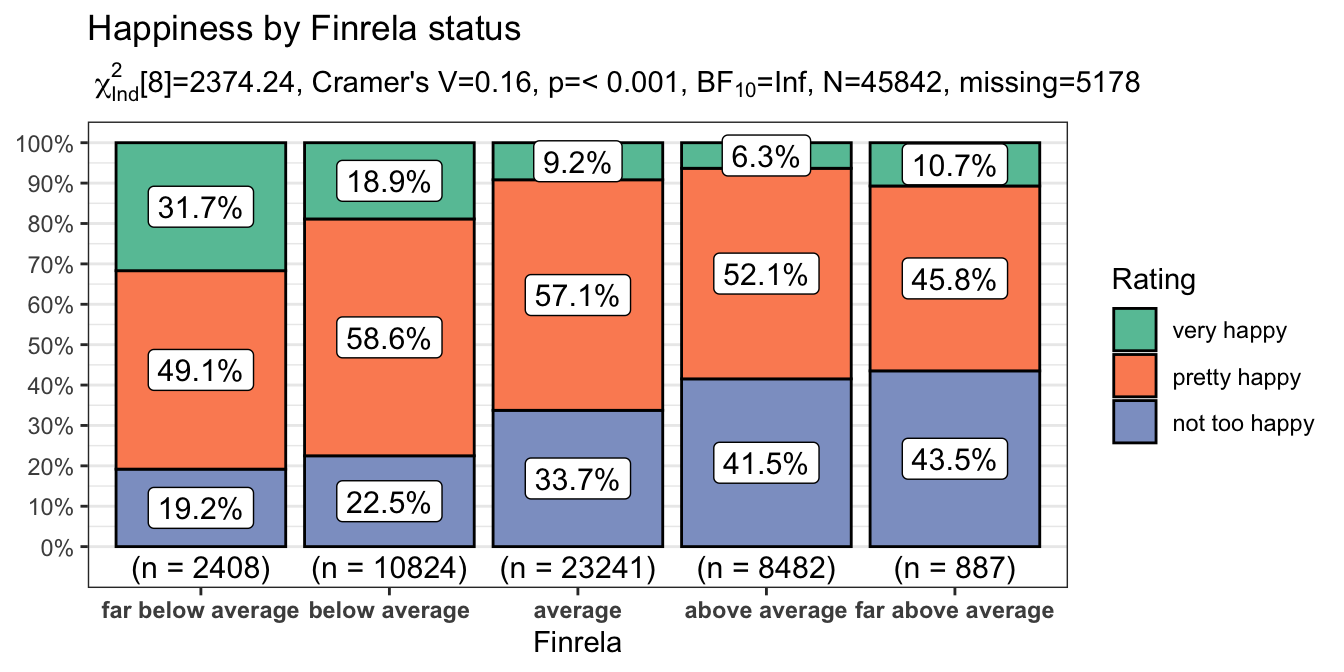 Happiness by Finrela status
χ²Ind[8]=2374.24, Cramer's V=0.16, p=< 0.001, BF₁₀=Inf, N=45842, missing=5178
100%
90%
80%
70%
60%
50%
40%
30%
20%
10%
0%
31.7%
49.1%
19.2%
18.9%
58.6%
22.5%
9.2%
57.1%
33.7%
6.3%
52.1%
41.5%
10.7%
45.8%
43.5%
(n = 2408) (n = 10824) (n = 23241) (n = 8482) (n = 887)
far below average below average average above average far above average
Finrela
Rating
very happy
pretty happy
not too happy